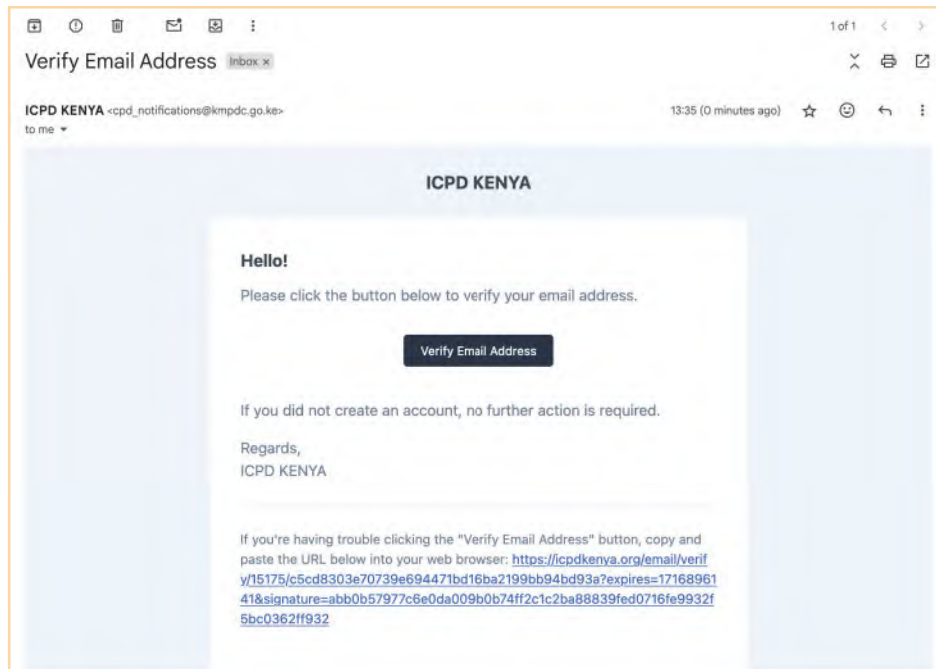 1 of 1
Verify Email Address Inbox x
ICPD KENYA <cpd_notifications@kmpdc.go.ke> 13:35 (0 minutes ago)
to me
ICPD KENYA
Hello!
Please click the button below to verify your email address.
Verify Email Address
If you did not create an account, no further action is required.
Regards,
ICPD KENYA
If you're having trouble clicking the "Verify Email Address" button, copy and
paste the URL below into your web browser: https://icpdkenya.org/email/verif
y/15175/c5cd8303e70739e694471bd16ba2199bb94bd93a?expires=17168961
41&signature=abb0b57977c6e0da009b0b74ff2c1c2ba88839fed0716fe9932f
5bc0362ff932